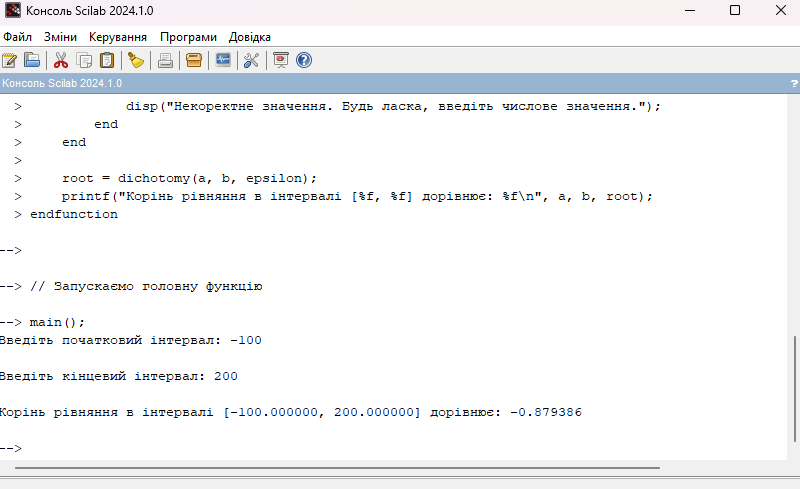 Консоль Scilab 2024.1.0
Файл Зміни Керування Програми Довідка
Консоль Scilab 2024.1.0 ?
> disp("Некоректне значення. Будь ласка, введіть числове значення.");
> end
> end
>
> root = dichotomy(a, b, epsilon);
> printf("Корінь рівняння в інтервалі [%f, %f] дорівнює: %f\n", a, b, root);
> endfunction
-->
--> // Запускаємо головну функцію
--> main();
Введіть початковий інтервал: -100
Введіть кінцевий інтервал: 200
Корінь рівняння в інтервалі [-100.000000, 200.000000] дорівнює: -0.879386
-->